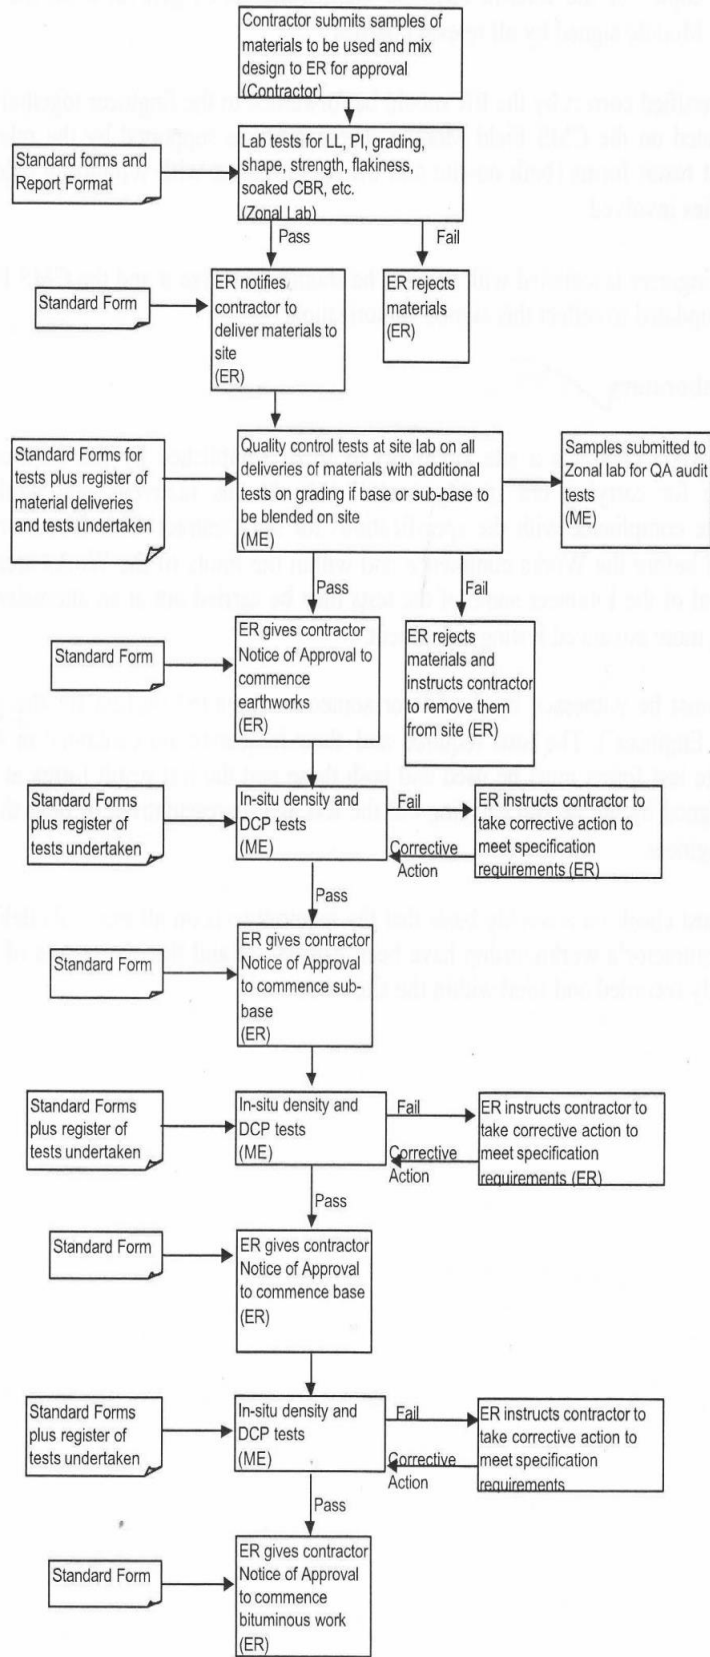 Contractor submits samples of
materials to be used and mix
design to ER for approval
(Contractor)
Standard forms and
Report Format
Lab tests for LL, PI, grading,
shape, strength, flakiness,
soaked CBR, etc.
(Zonal Lab)
Pass
Fail
Standard Form
ER notifies
contractor to
deliver materials to
site
(ER)
ER rejects
materials
(ER)
Standard Forms for
tests plus register of
material deliveries
and tests undertaken
Quality control tests at site lab on all
deliveries of materials with additional
tests on grading if base or sub-base to
be blended on site
(ME)
Samples submitted to
Zonal lab for QA audit
tests
(ME)
Pass
Fail
Standard Form
ER gives contractor
Notice of Approval to
commence
earthworks
(ER)
ER rejects
materials and
instructs contractor
to remove them
from site (ER)
Standard Forms
plus register of
tests undertaken
In-situ density and
DCP tests
(ME)
Fail
Corrective
Action
ER instructs contractor to
take corrective action to
meet specification
requirements (ER)
Pass
Standard Form
ER gives contractor
Notice of Approval
to commence sub-
base
(ER)
Standard Forms
plus register of
tests undertaken
In-situ density and
DCP tests
(ME)
Fail
Corrective
Action
ER instructs contractor to
take corrective action to
meet specification
requirements (ER)
Pass
Standard Form
ER gives contractor
Notice of Approval
to commence base
(ER)
Standard Forms
plus register of
tests undertaken
In-situ density and
DCP tests
(ME)
Fail
Corrective
Action
ER instructs contractor to
take corrective action to
meet specification
requirements
Pass
Standard Form
ER gives contractor
Notice of Approval
to commence
bituminous work
(ER)